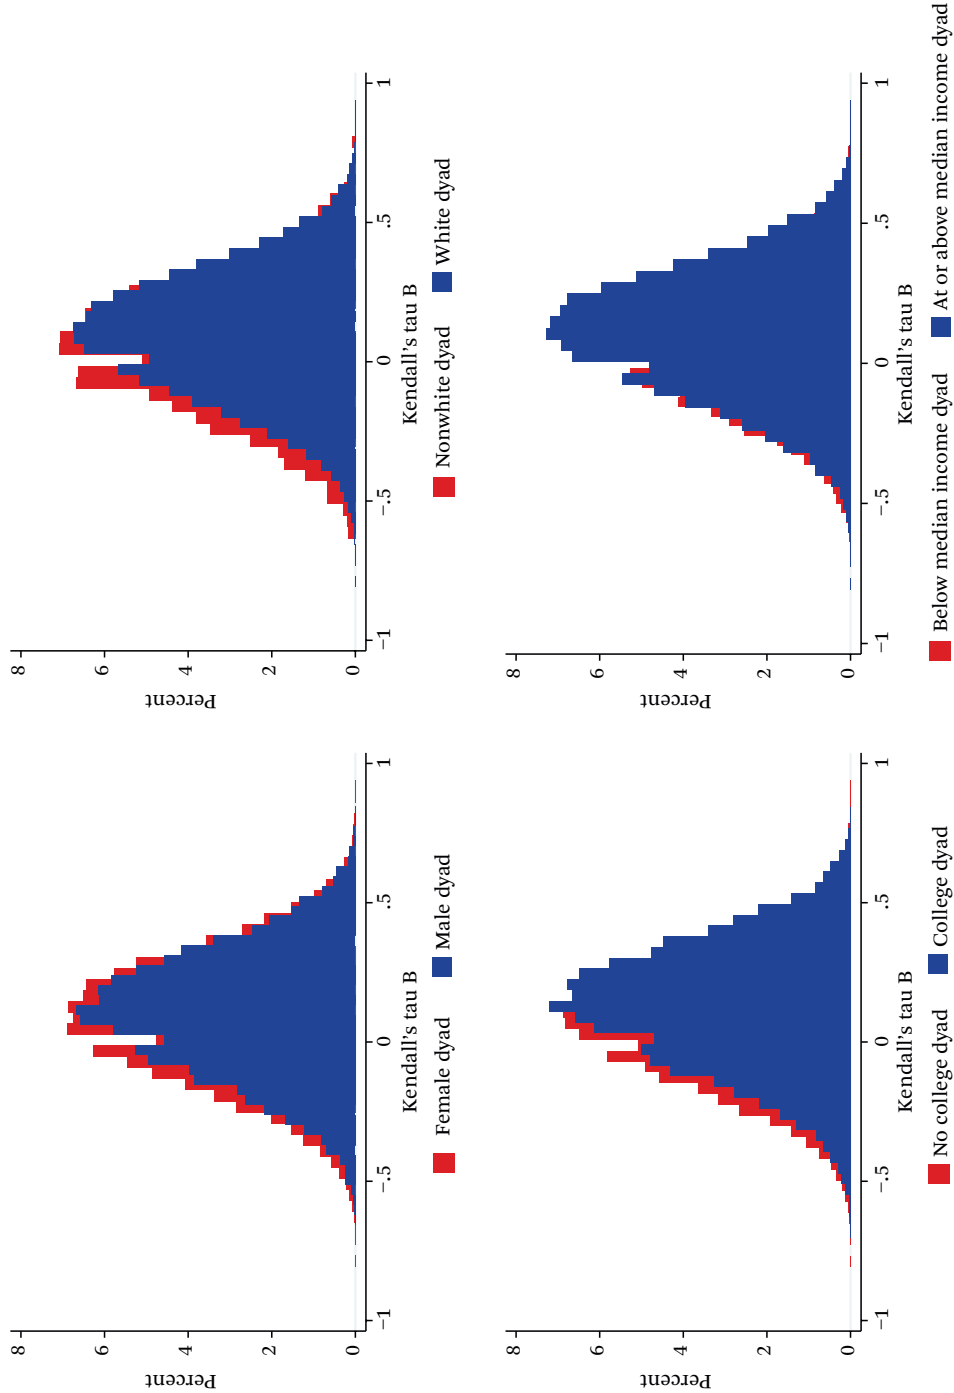 Percent
8
6
4
2
0
−1
−.5
0
.5
1
Kendall's tau B
Female dyad
Male dyad
Percent
8
6
4
2
0
−1
−.5
0
.5
1
Kendall's tau B
Nonwhite dyad
White dyad
Percent
8
6
4
2
0
−1
−.5
0
.5
1
Kendall's tau B
No college dyad
College dyad
Percent
8
6
4
2
0
−1
−.5
0
.5
1
Kendall's tau B
Below median income dyad
At or above median income dyad